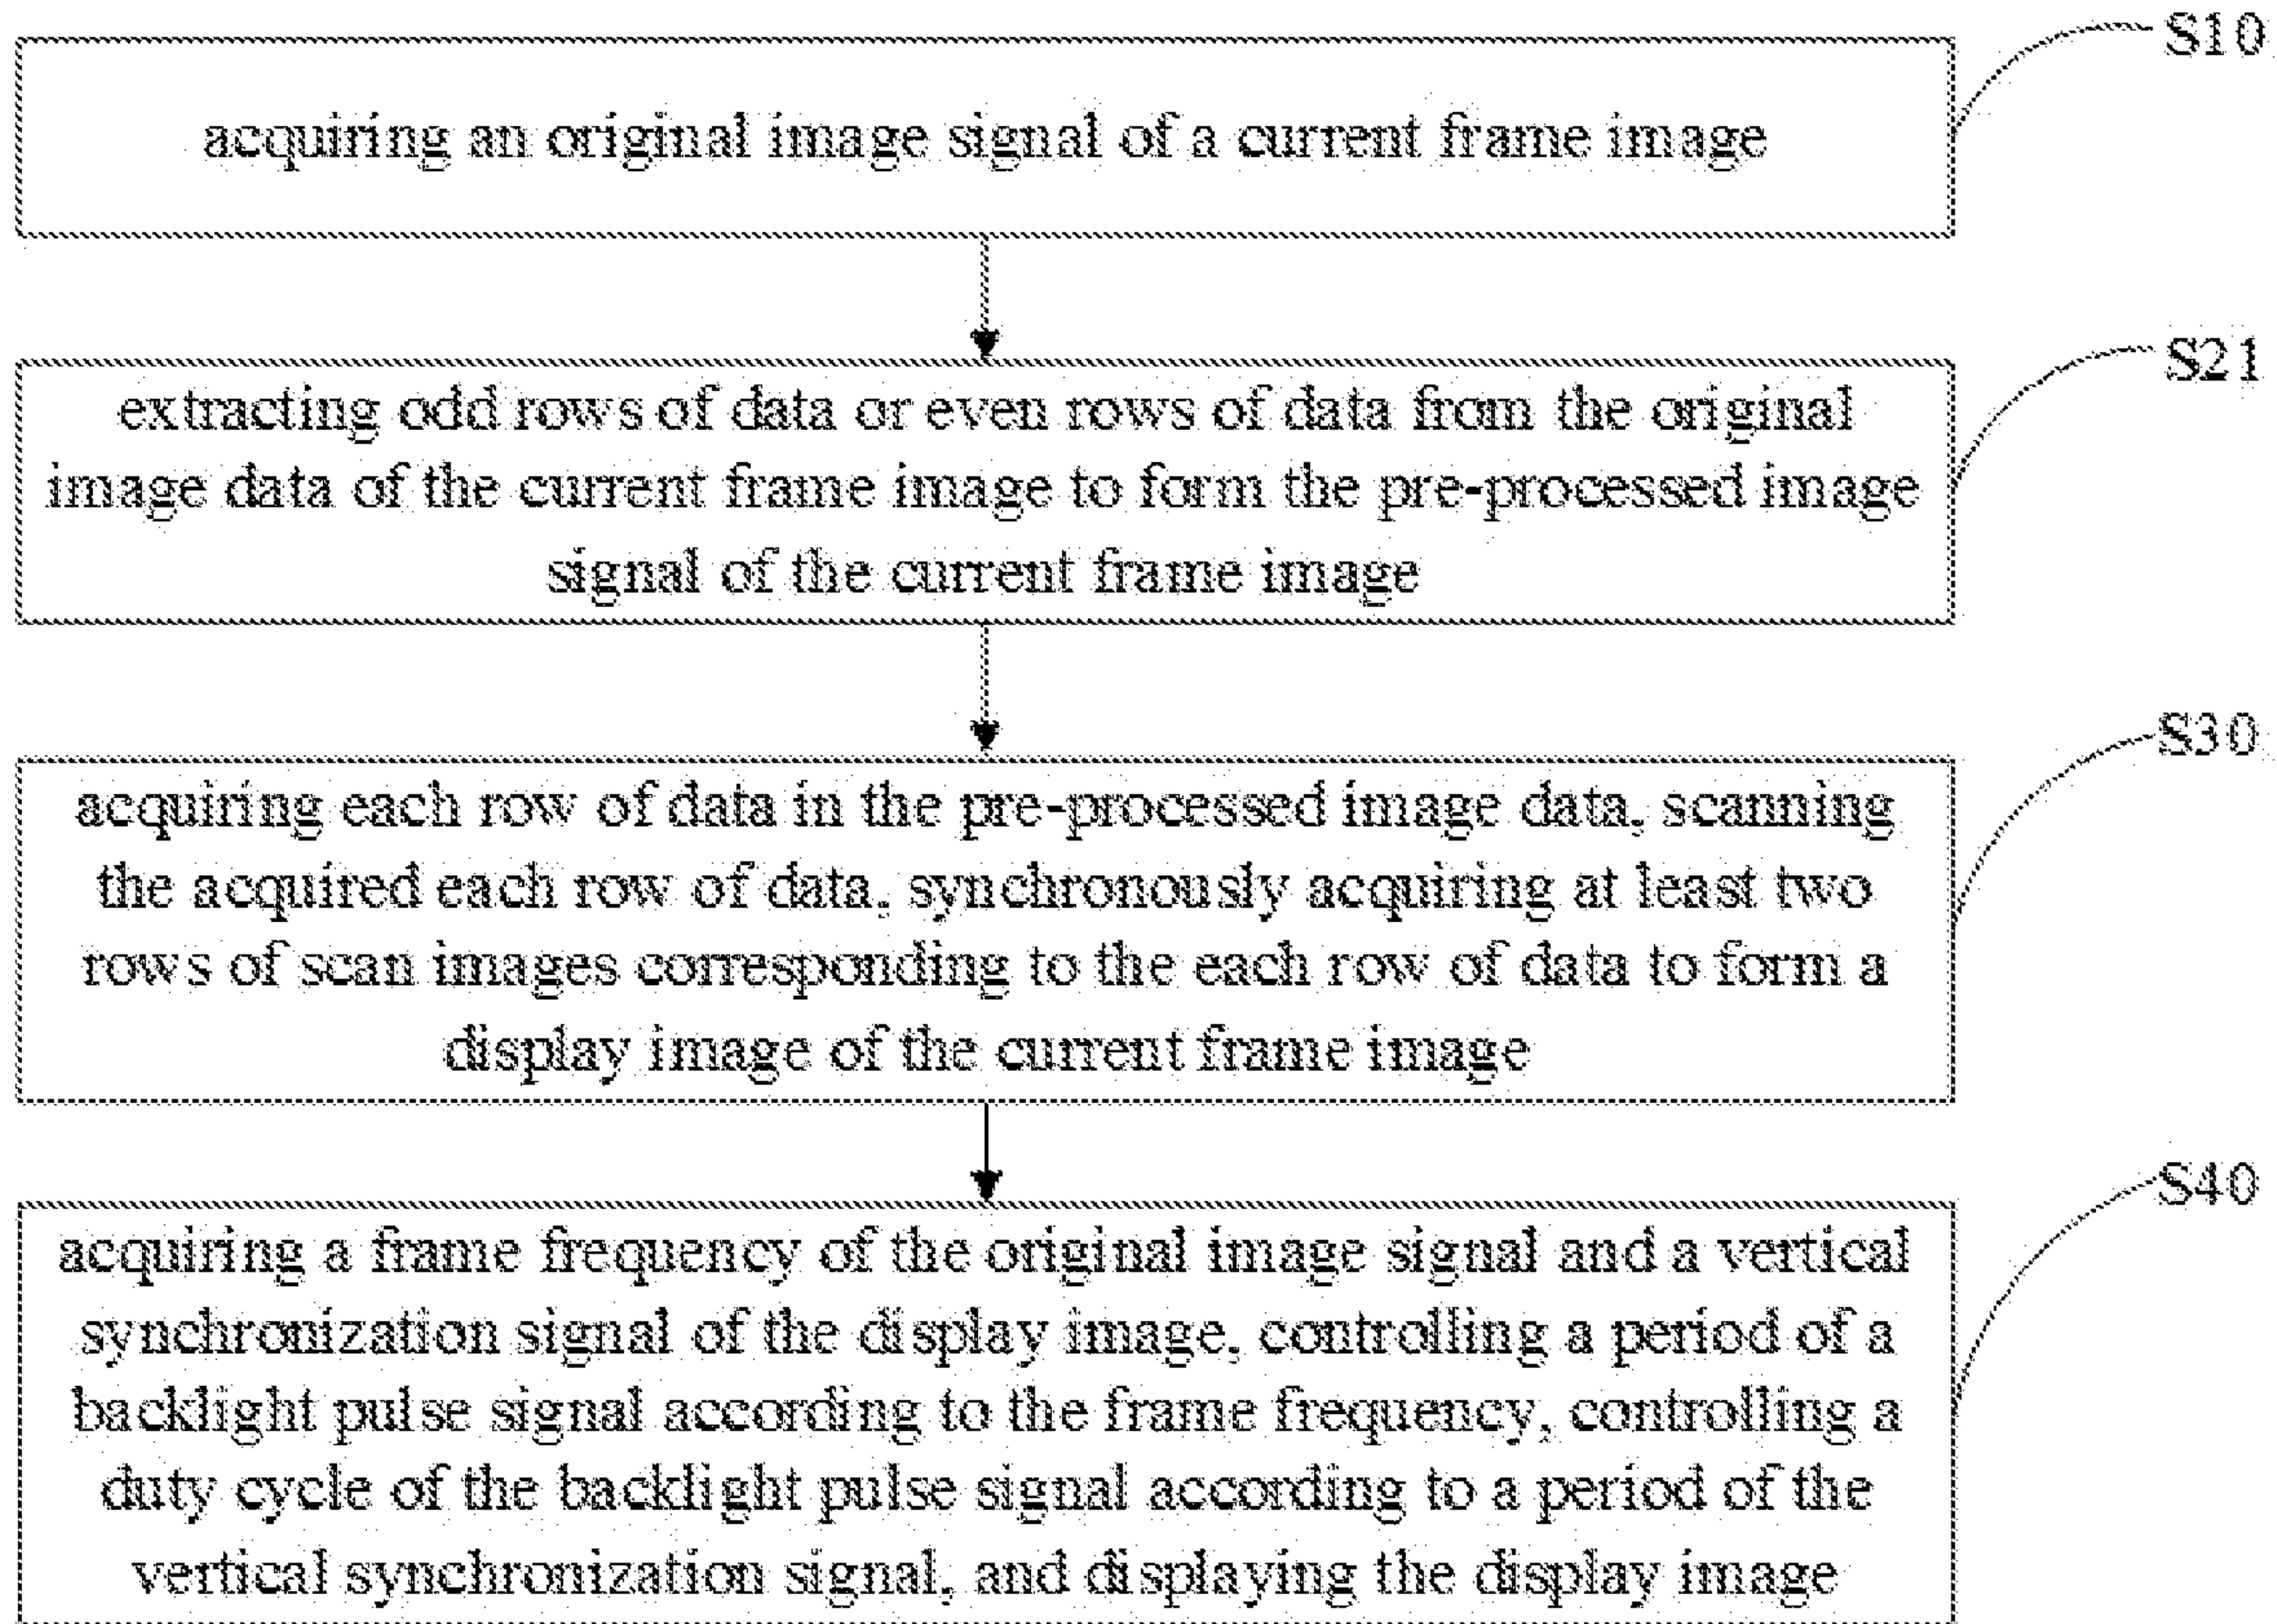 S10
acquiring an original image signal of a current frame image
S21
extracting odd rows of data or even rows of data from the original
image data of the current frame image to form the pre-processed image
signal of the current frame image
S30
acquiring each row of data in the pre-processed image data, scanning
the acquired each row of data, synchronously acquiring at least two
rows of scan images corresponding to the each row of data to form a
display image of the current frame image
S40
acquiring a frame frequency of the original image signal and a vertical
synchronization signal of the display image, controlling a period of a
backlight pulse signal according to the frame frequency, controlling a
duty cycle of the backlight pulse signal according to a period of the
vertical synchronization signal, and displaying the display image